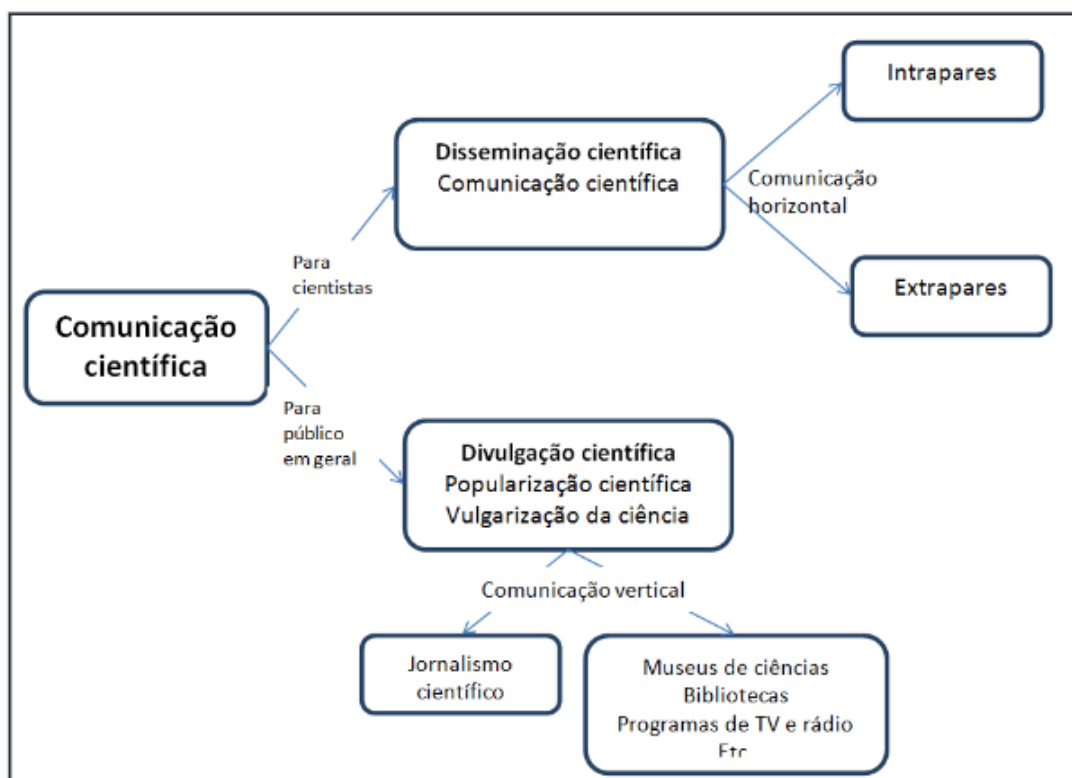 Intrapares
Disseminação científica
Comunicação científica
Comunicação
horizontal
Para
cientistas
Extrapares
Comunicação
científica
Para
público
em geral
Divulgação científica
Popularização científica
Vulgarização da ciência
Comunicação vertical
Jornalismo
científico
Museus de ciências
Bibliotecas
Programas de TV e rádio
Etc